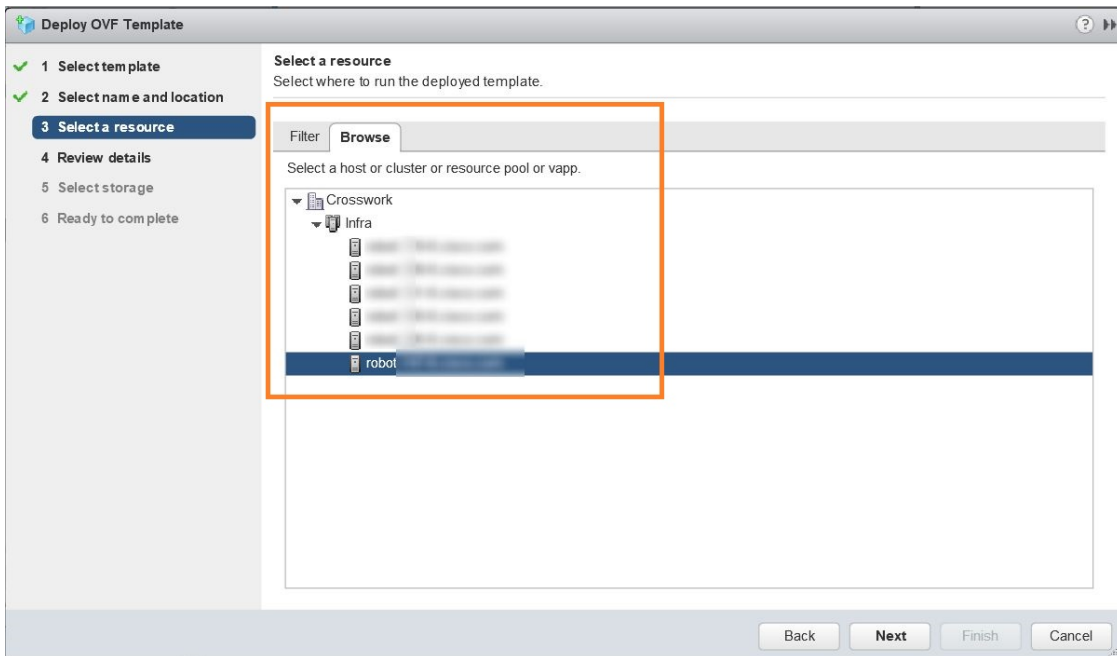 Deploy OVF Template
?
1 Select template
2 Select name and location
3 Select a resource
4 Review details
5 Select storage
6 Ready to complete
Select a resource
Select where to run the deployed template.
Filter Browse
Select a host or cluster or resource pool or vapp.
Crosswork
Infra
robot
Back Next Finish Cancel